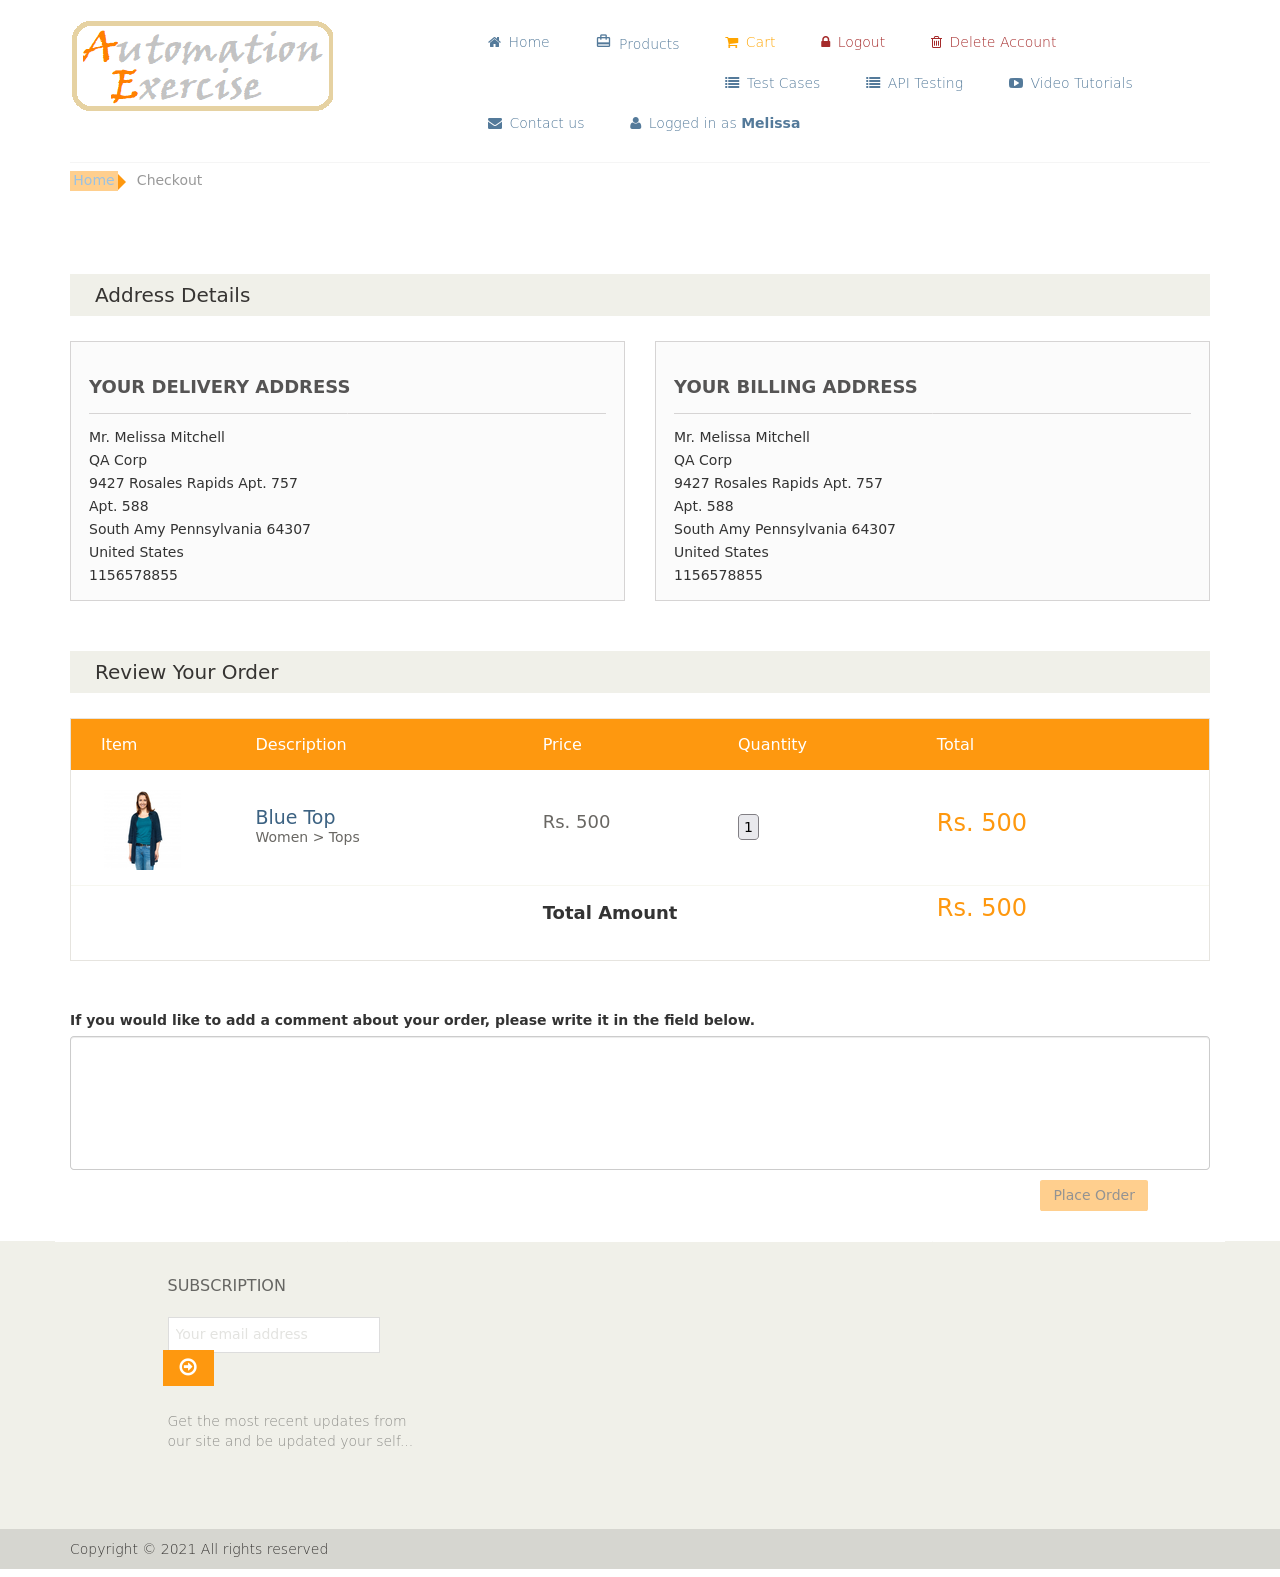 Automation
Exercise
Home
Products
Cart
Logout
Delete Account
Test Cases
API Testing
Video Tutorials
Contact us
Logged in as Melissa
Home
Checkout
Address Details
YOUR DELIVERY ADDRESS
Mr. Melissa Mitchell
QA Corp
9427 Rosales Rapids Apt. 757
Apt. 588
South Amy Pennsylvania 64307
United States
1156578855
YOUR BILLING ADDRESS
Mr. Melissa Mitchell
QA Corp
9427 Rosales Rapids Apt. 757
Apt. 588
South Amy Pennsylvania 64307
United States
1156578855
Review Your Order
Item Description Price Quantity Total
Blue Top
Women > Tops
Rs. 500
1
Rs. 500
Total Amount
Rs. 500
If you would like to add a comment about your order, please write it in the field below.
Place Order
SUBSCRIPTION
Your email address
Get the most recent updates from
our site and be updated your self...
Copyright © 2021 All rights reserved